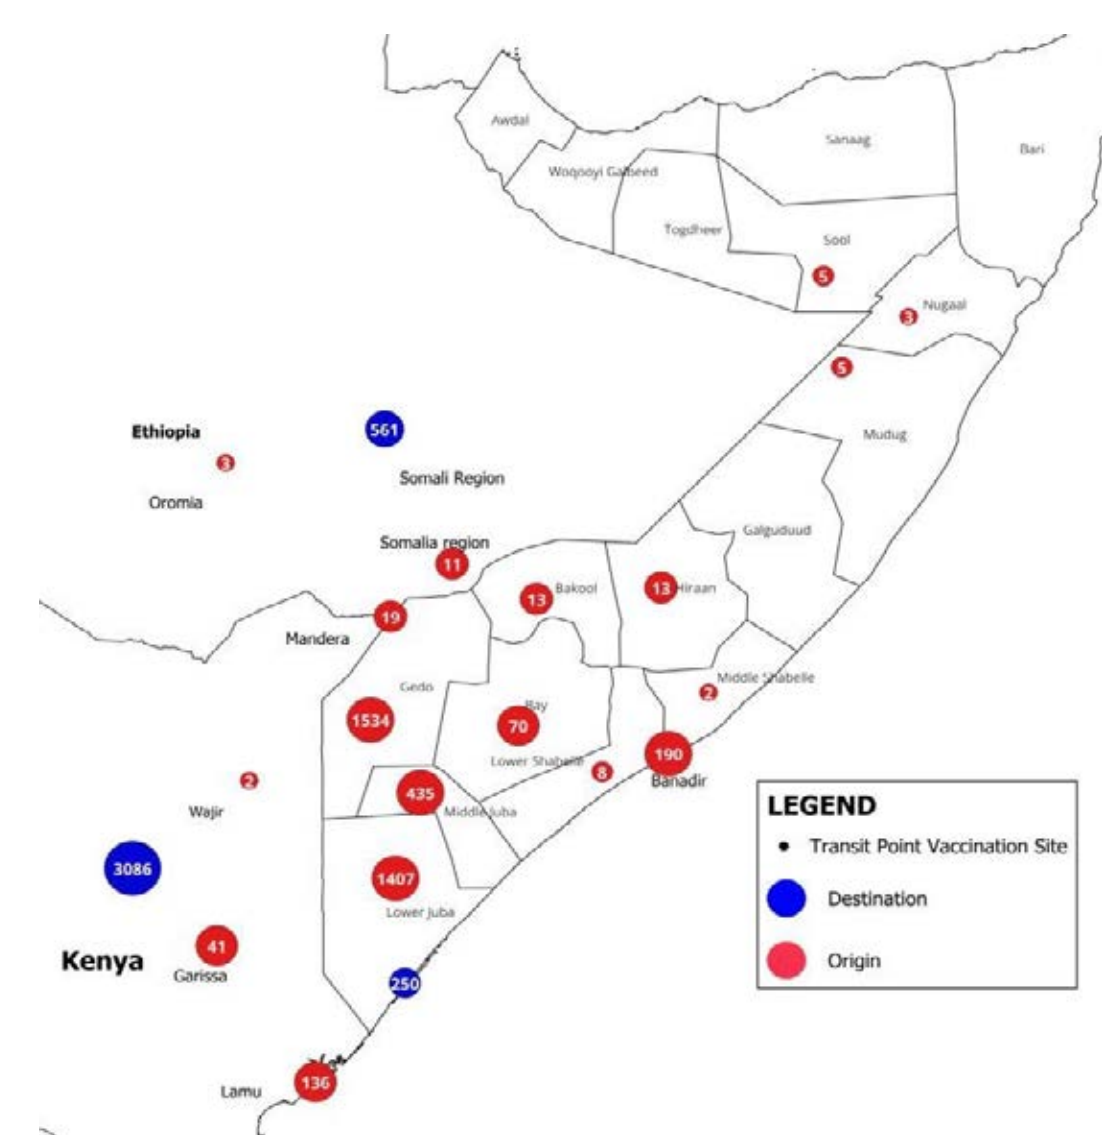 Awdal
Sanaag
Bari
Woqooyi Galbeed
Togdheer
Sool
5
Nugaal
3
5
Ethiopia
561
Mudug
3
Somali Region
Oromia
Galguduud
Somalia region
11
Bakool
13
13
Hiraan
19
Mandera
Gedo
Middle Shabelle
2
1534
Bay
70
190
Lower Shabelle
8
Banadir
2
435
Wajir
Middle Juba
LEGEND
Transit Point Vaccination Site
Destination
Origin
3086
1407
Lower Juba
41
Kenya
Garissa
250
136
Lamu